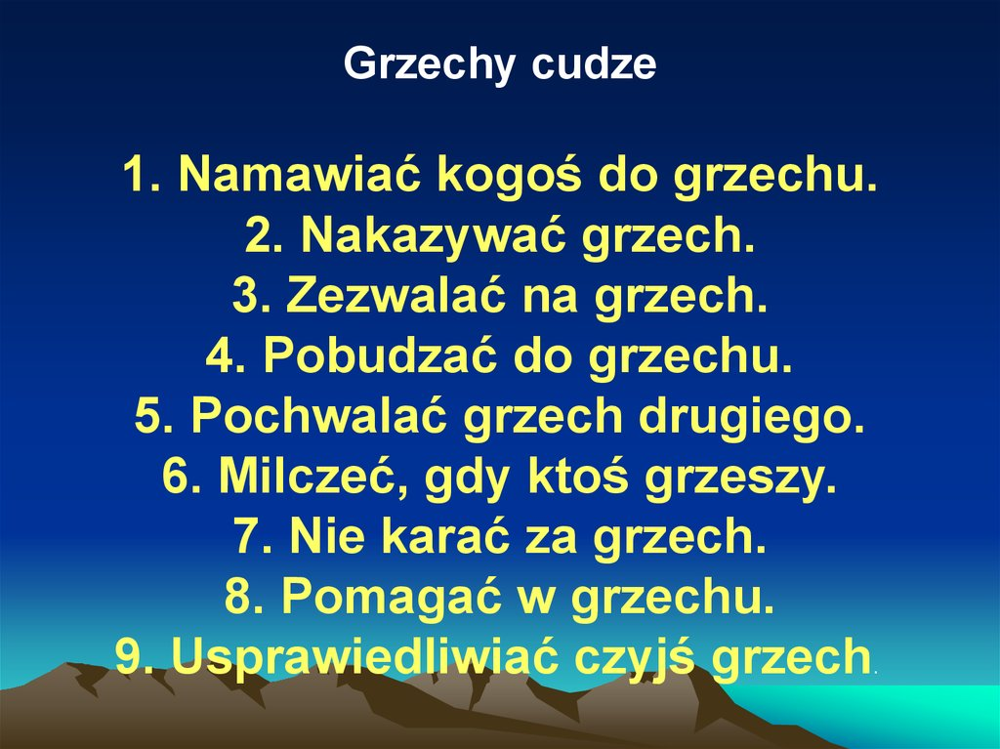 Grzechy cudze
1. Namawiać kogoś do grzechu.
2. Nakazywać grzech.
3. Zezwalać na grzech.
4. Pobudzać do grzechu.
5. Pochwalać grzech drugiego.
6. Milczeć, gdy ktoś grzeszy.
7. Nie karać za grzech.
8. Pomagać w grzechu.
9. Usprawiedliwiać czyjś grzech.